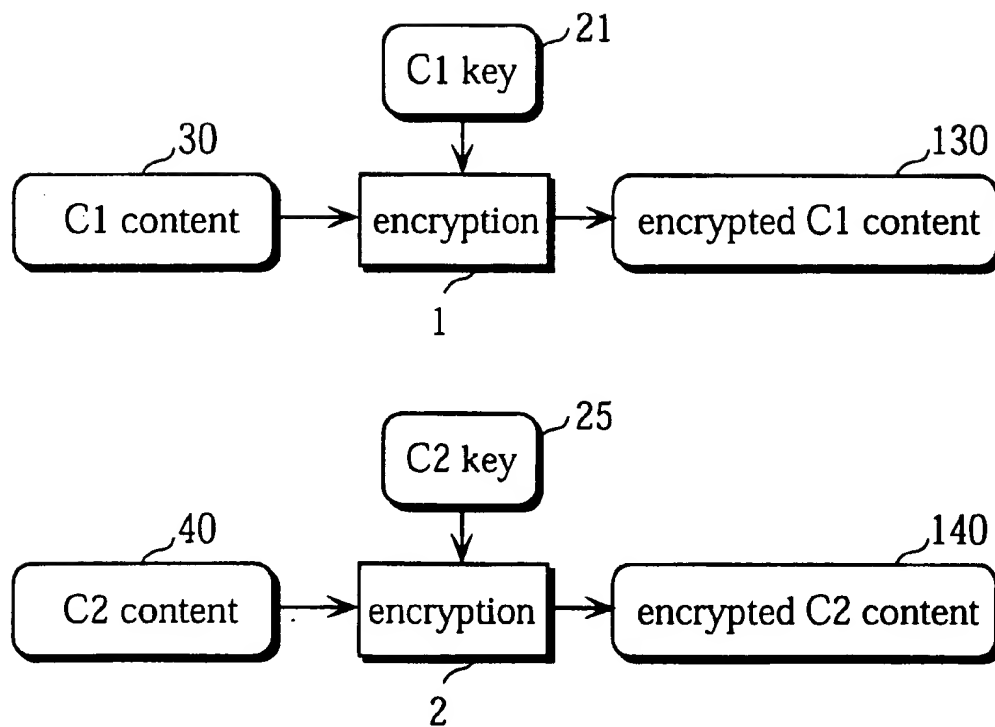 21
C1 key
30
130
C1 content
encryption
encrypted C1 content
1
25
C2 key
40
140
C2 content
encryption
encrypted C2 content
2